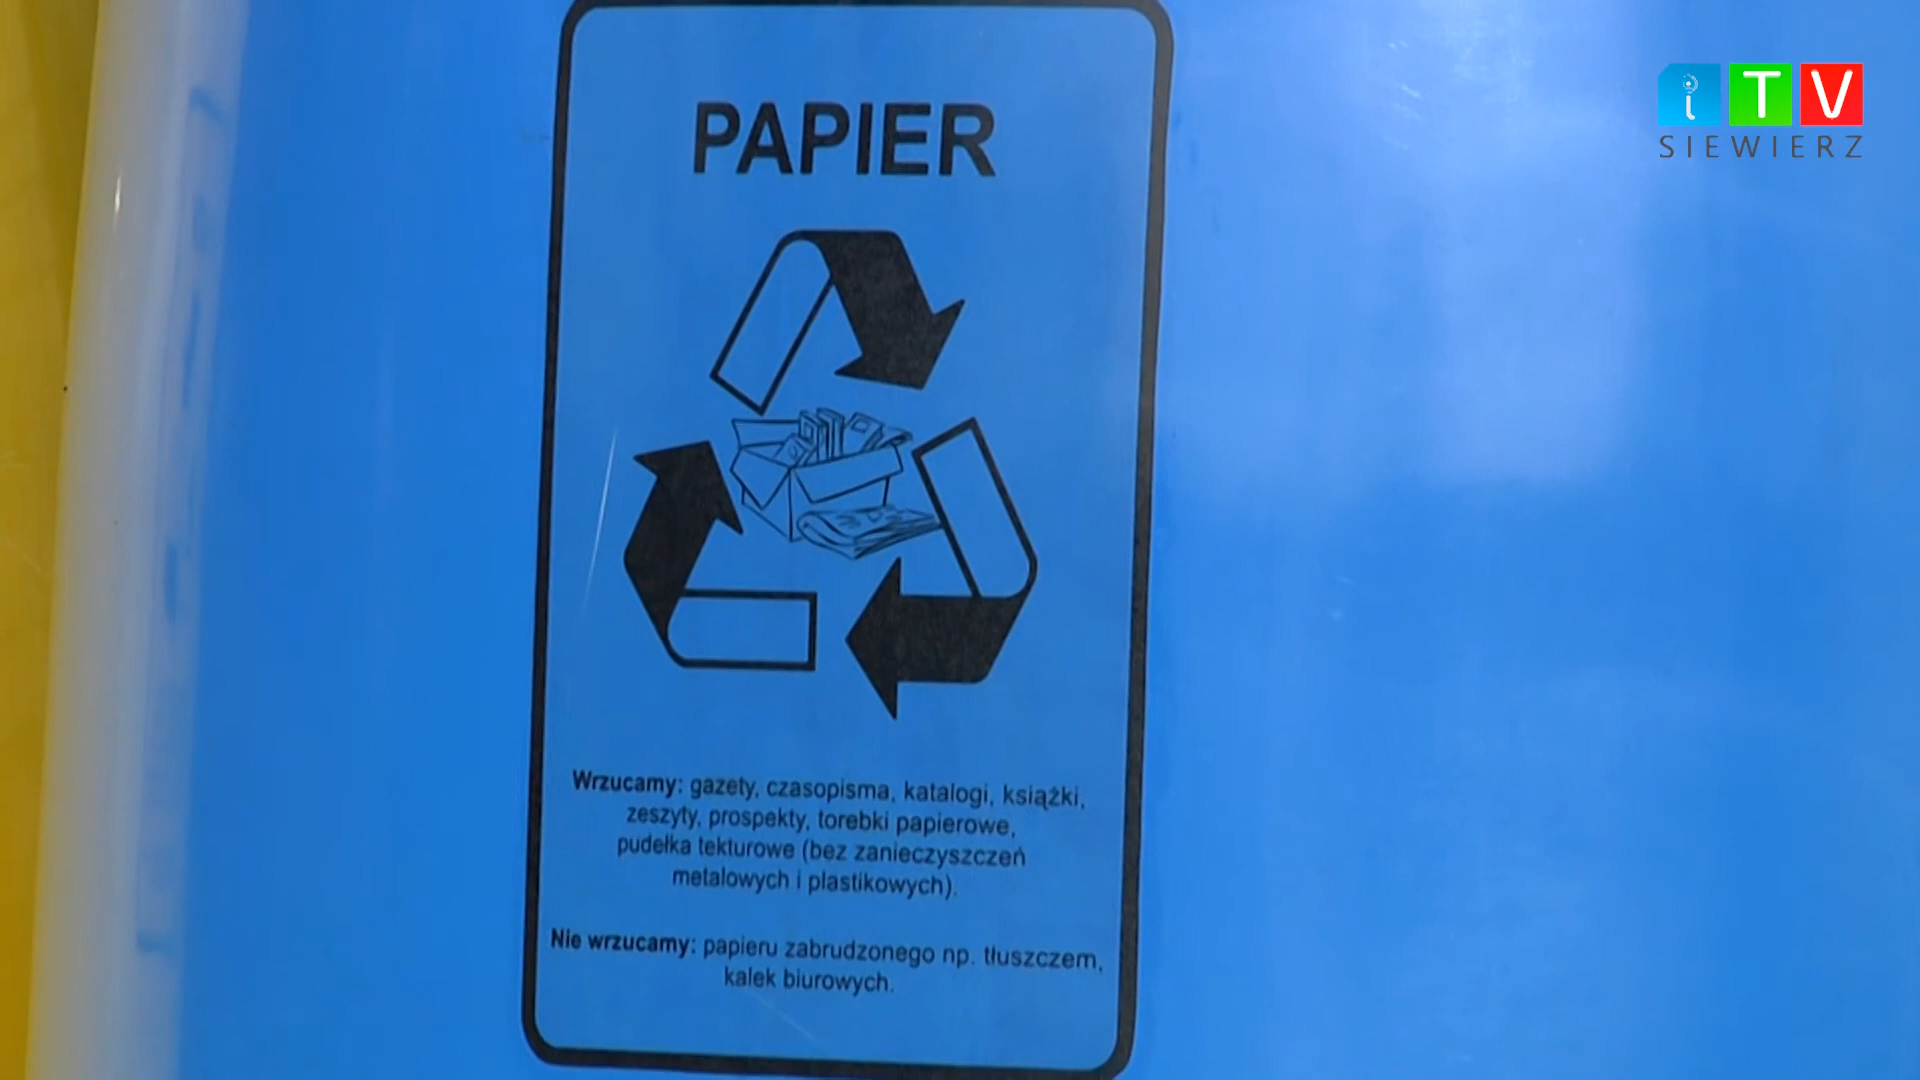 PAPIER
iTV
SIEWIERZ
Wrzucamy: gazety, czasopisma, katalogi, książki,
zeszyty, prospekty, torebki papierowe,
pudełka tekturowe (bez zanieczyszczeń
metalowych i plastikowych).
Nie wrzucamy: papieru zabrudzonego np. tłuszczem,
kalek biurowych.